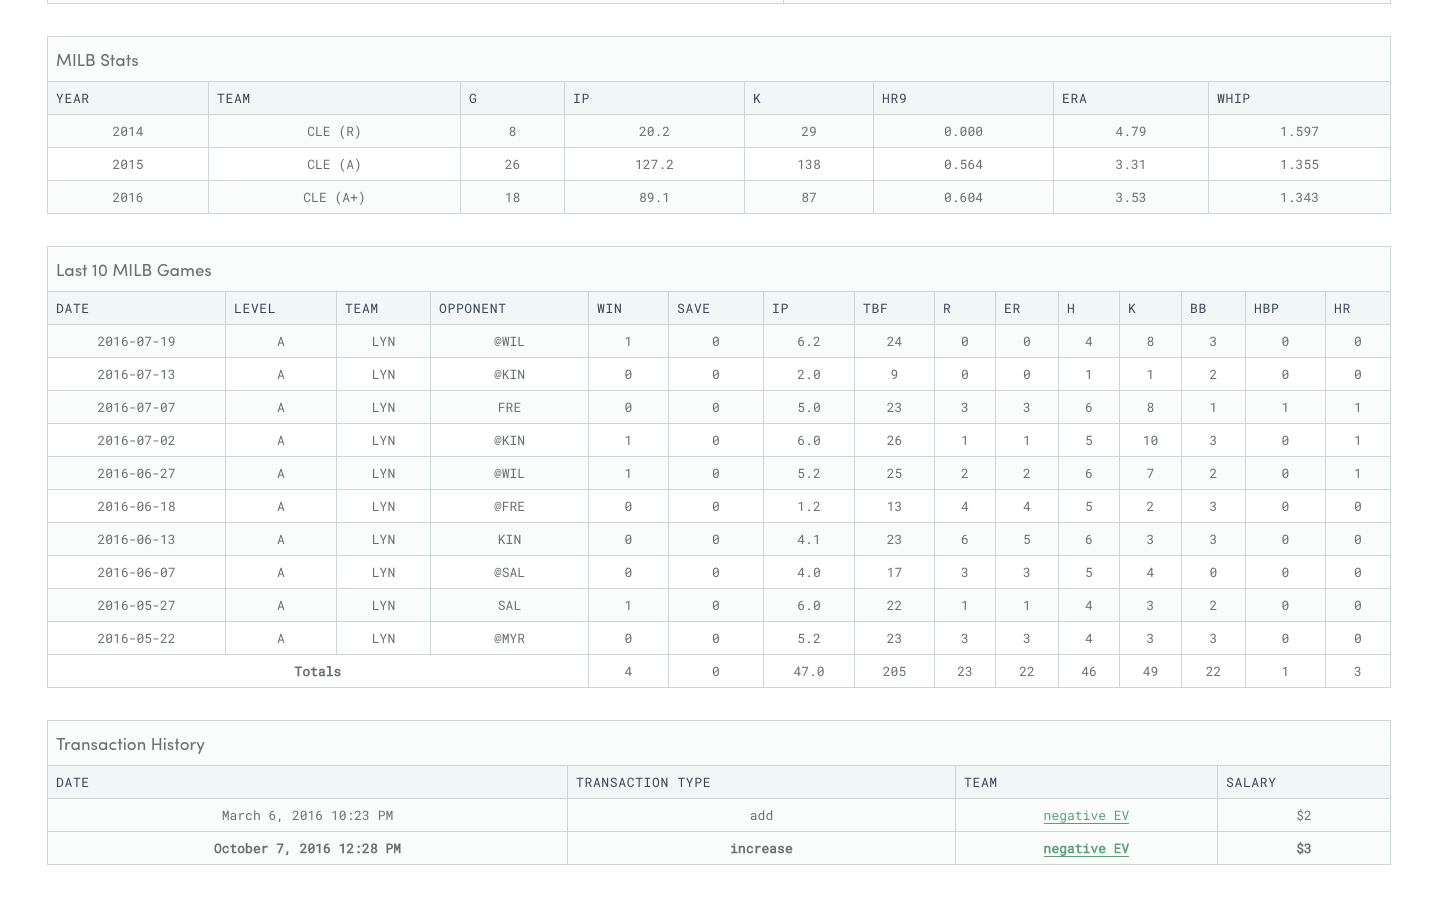 MILB Stats
YEAR TEAM G IP K HR9 ERA WHIP
2014 CLE (R) 8 20.2 29 0.000 4.79 1.597
2015 CLE (A) 26 127.2 138 0.564 3.31 1.355
2016 CLE (A+) 18 89.1 87 0.604 3.53 1.343
Last 10 MILB Games
DATE LEVEL TEAM OPPONENT WIN SAVE IP TBF R ER H K BB HBP HR
2016-07-19 A LYN @WIL 1 0 6.2 24 0 0 4 8 3 0 0
2016-07-13 A LYN @KIN 0 0 2.0 9 0 0 1 1 2 0 0
2016-07-07 A LYN FRE 0 0 5.0 23 3 3 6 8 1 1 1
2016-07-02 A LYN @KIN 1 0 6.0 26 1 1 5 10 3 0 1
2016-06-27 A LYN @WIL 1 0 5.2 25 2 2 6 7 2 0 1
2016-06-18 A LYN @FRE 0 0 1.2 13 4 4 5 2 3 0 0
2016-06-13 A LYN KIN 0 0 4.1 23 6 5 6 3 3 0 0
2016-06-07 A LYN @SAL 0 0 4.0 17 3 3 5 4 0 0 0
2016-05-27 A LYN SAL 1 0 6.0 22 1 1 4 3 2 0 0
2016-05-22 A LYN @MYR 0 0 5.2 23 3 3 4 3 3 0 0
Totals 4 0 47.0 205 23 22 46 49 22 1 3
Transaction History
DATE TRANSACTION TYPE TEAM SALARY
March 6, 2016 10:23 PM add negative EV $2
October 7, 2016 12:28 PM increase negative EV $3